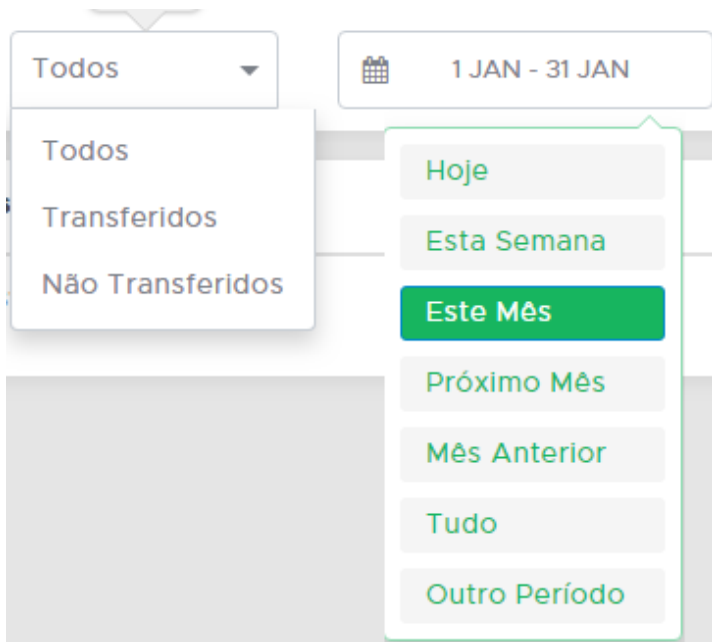 Todos
1 JAN - 31 JAN
Todos
Transferidos
Não Transferidos
Hoje
Esta Semana
Este Mês
Próximo Mês
Mês Anterior
Tudo
Outro Período